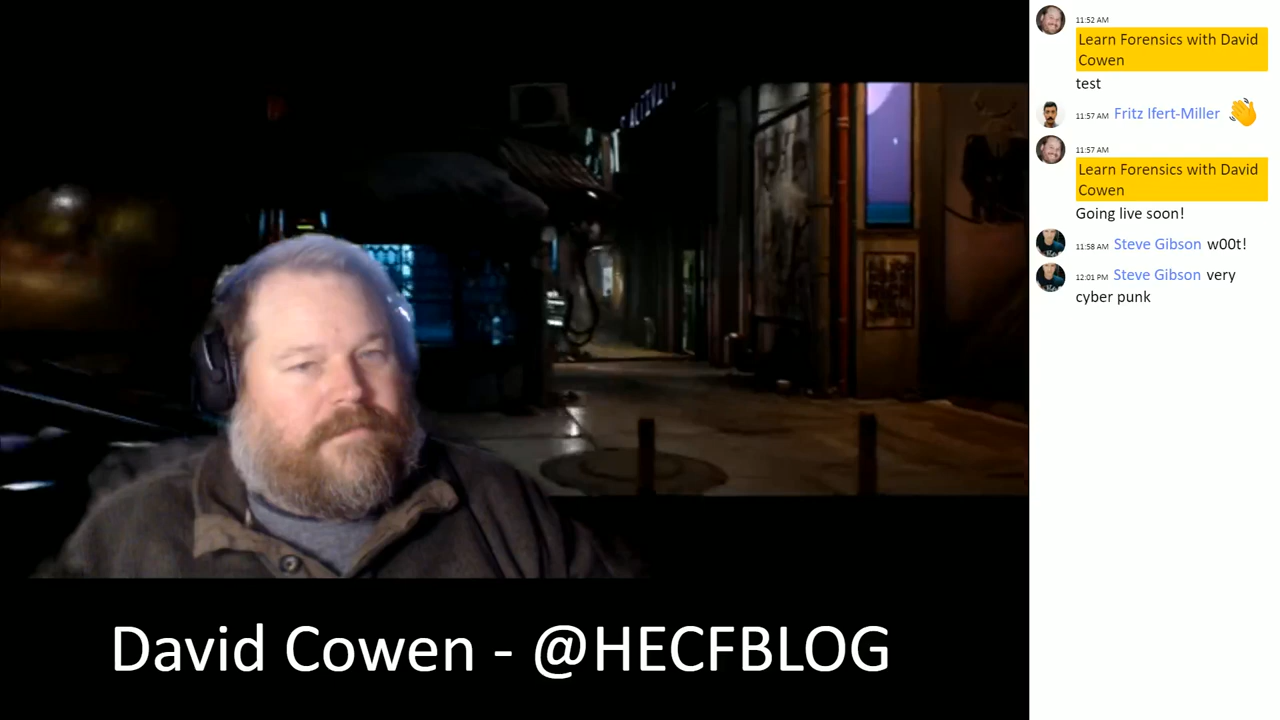 David Cowen - @HECFBLOG
11:52 AM
Learn Forensics with David
Cowen
test
11:57 AM Fritz Ifert-Miller 👋
11:57 AM
Learn Forensics with David
Cowen
Going live soon!
11:58 AM Steve Gibson w00t!
12:01 PM Steve Gibson very
cyber punk